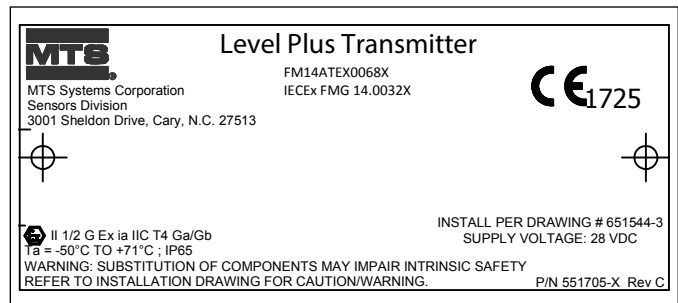 MTS
Level Plus Transmitter
FM14ATEX0068X
IECEx FMG 14.0032X
MTS Systems Corporation
Sensors Division
3001 Sheldon Drive, Cary, N.C. 27513
CE 1725
INSTALL PER DRAWING # 651544-3
SUPPLY VOLTAGE: 28 VDC
Ex II 1/2 G Ex ia IIC T4 Ga/Gb
Ta = -50°C TO +71°C ; IP65
WARNING: SUBSTITUTION OF COMPONENTS MAY IMPAIR INTRINSIC SAFETY
REFER TO INSTALLATION DRAWING FOR CAUTION/WARNING.
P/N 551705-X Rev C